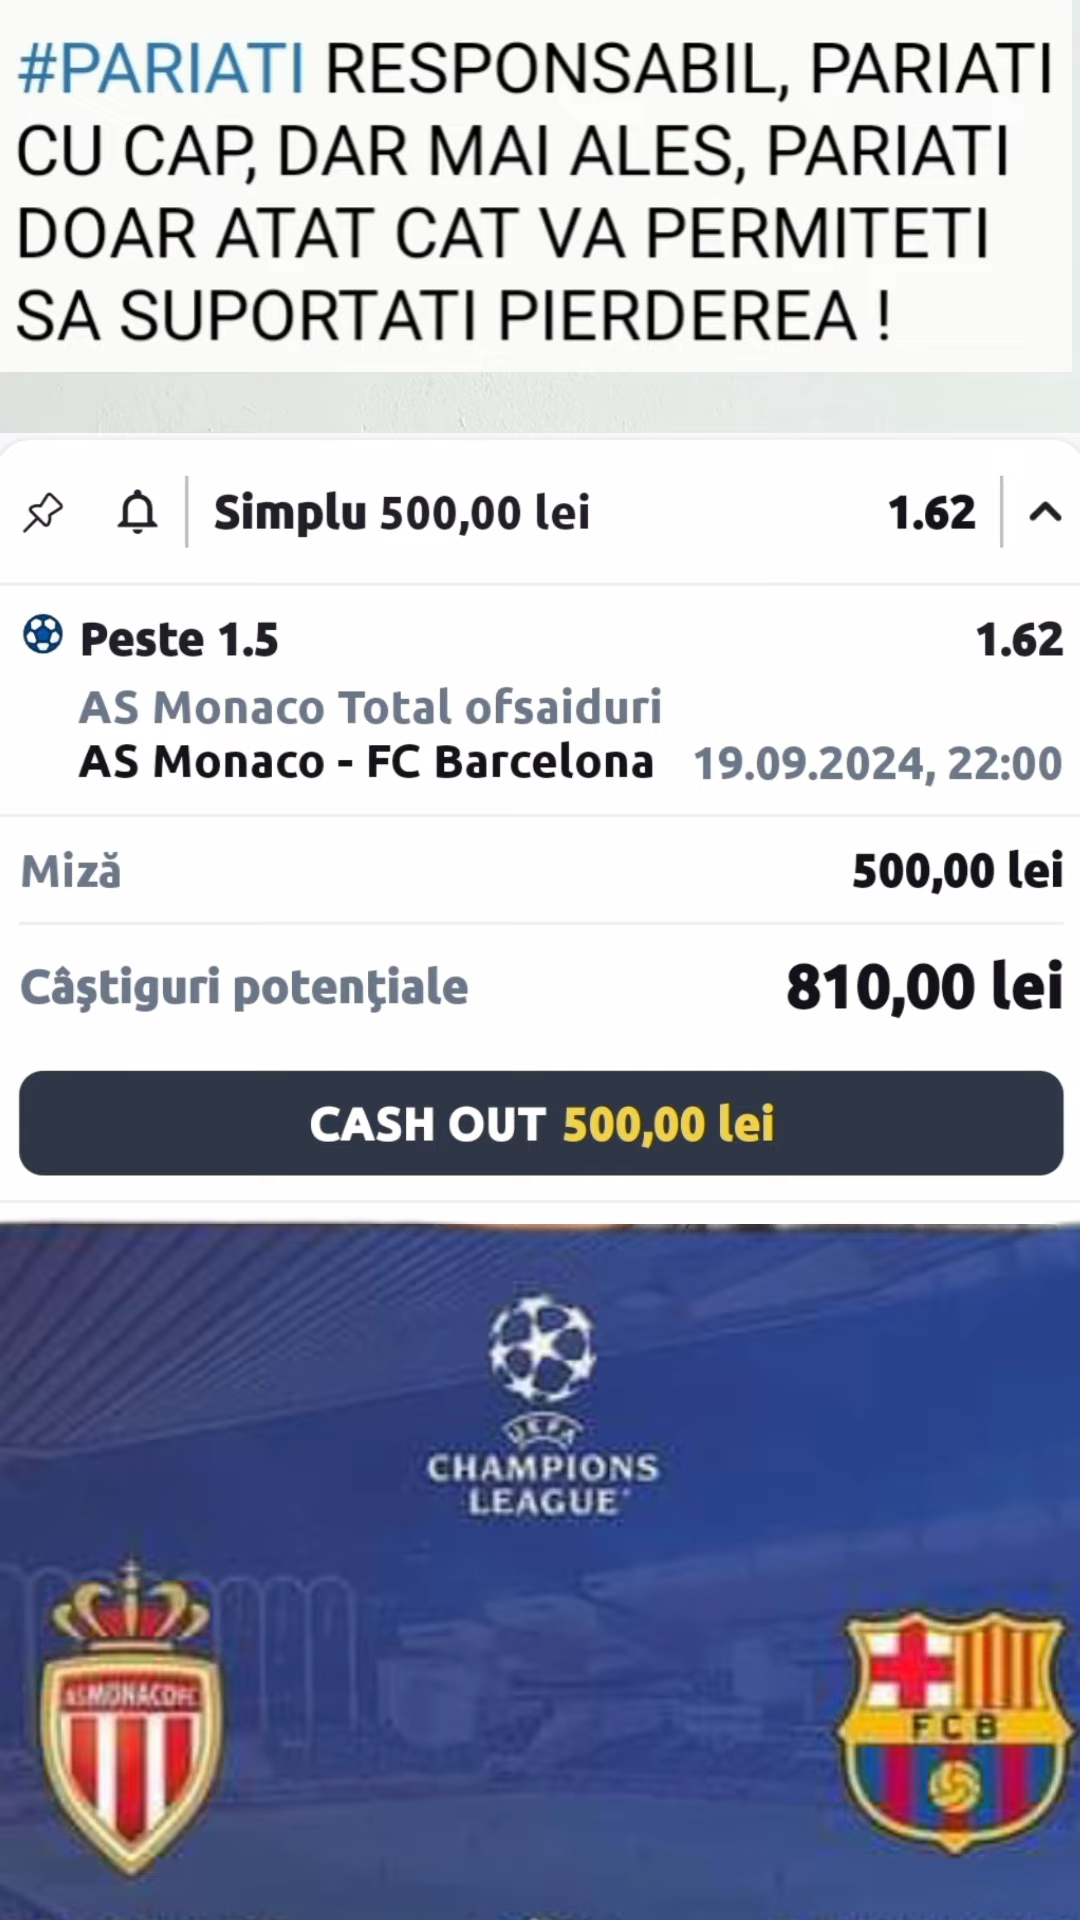 #PARIATI RESPONSABIL, PARIATI
CU CAP, DAR MAI ALES, PARIATI
DOAR ATAT CAT VA PERMITETI
SA SUPORTATI PIERDEREA !
Simplu 500,00 lei 1.62
Peste 1.5 1.62
AS Monaco Total ofsaiduri
AS Monaco - FC Barcelona 19.09.2024, 22:00
Miză 500,00 lei
Câştiguri potenţiale 810,00 lei
CASH OUT 500,00 lei
UEFA
CHAMPIONS
LEAGUE
AS MONACO FC
FCB